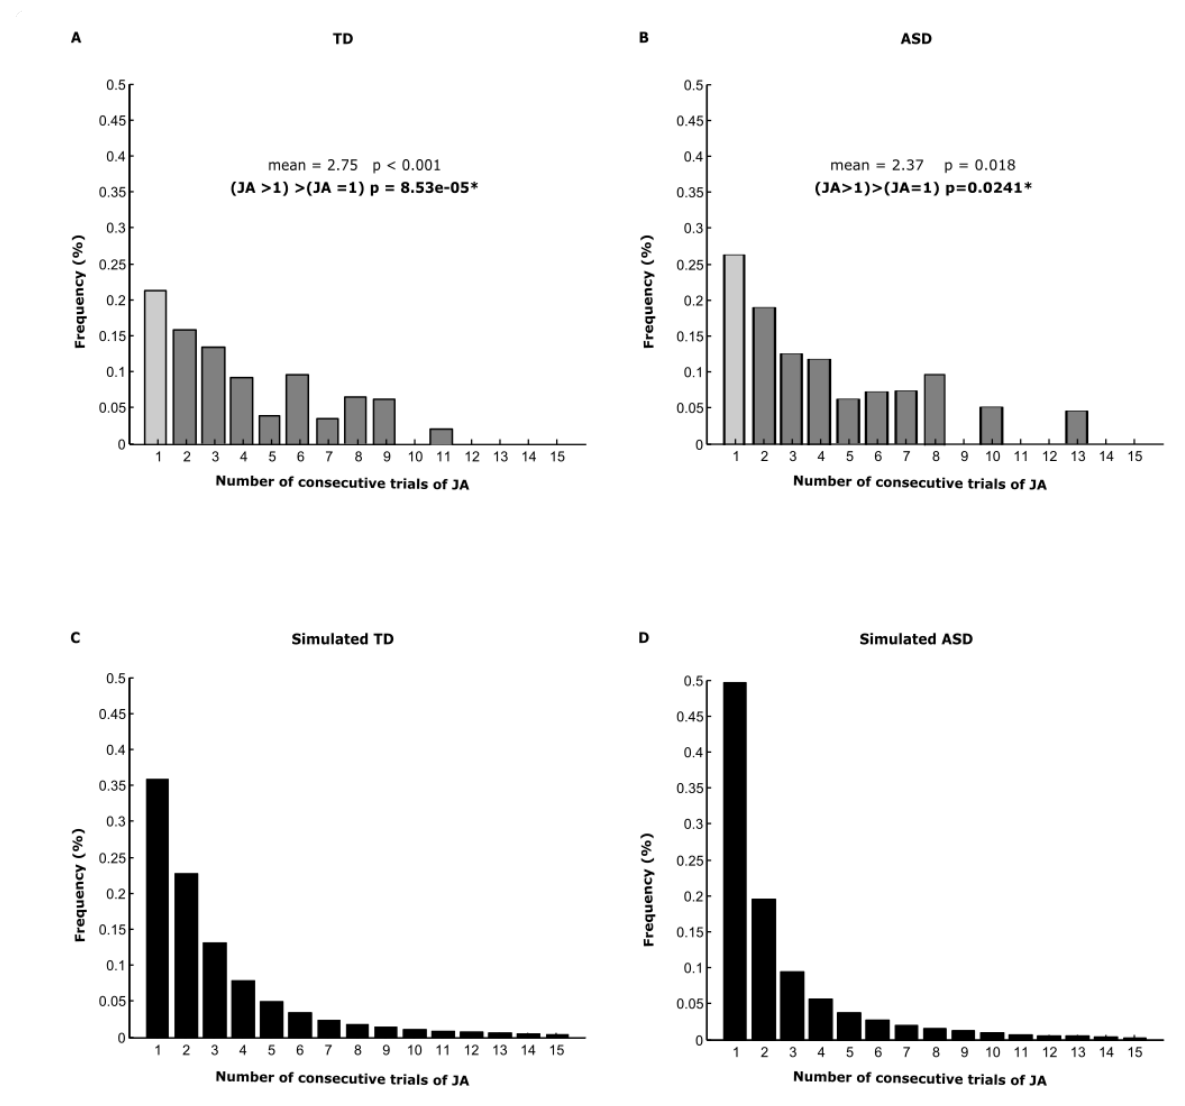 A
TD
0.5
0.45
0.4
0.35
0.3
0.25
0.2
0.15
0.1
0.05
0
Frequency (%)
mean = 2.75 p < 0.001
(JA >1) >(JA =1) p = 8.53e-05*
1 2 3 4 5 6 7 8 9 10 11 12 13 14 15
Number of consecutive trials of JA
B
ASD
0.5
0.45
0.4
0.35
0.3
0.25
0.2
0.15
0.1
0.05
0
Frequency (%)
mean = 2.37 p = 0.018
(JA>1)>(JA=1) p=0.0241*
1 2 3 4 5 6 7 8 9 10 11 12 13 14 15
Number of consecutive trials of JA
C
Simulated TD
0.5
0.45
0.4
0.35
0.3
0.25
0.2
0.15
0.1
0.05
0
Frequency (%)
1 2 3 4 5 6 7 8 9 10 11 12 13 14 15
Number of consecutive trials of JA
D
Simulated ASD
0.5
0.45
0.4
0.35
0.3
0.25
0.2
0.15
0.1
0.05
0
Frequency (%)
1 2 3 4 5 6 7 8 9 10 11 12 13 14 15
Number of consecutive trials of JA